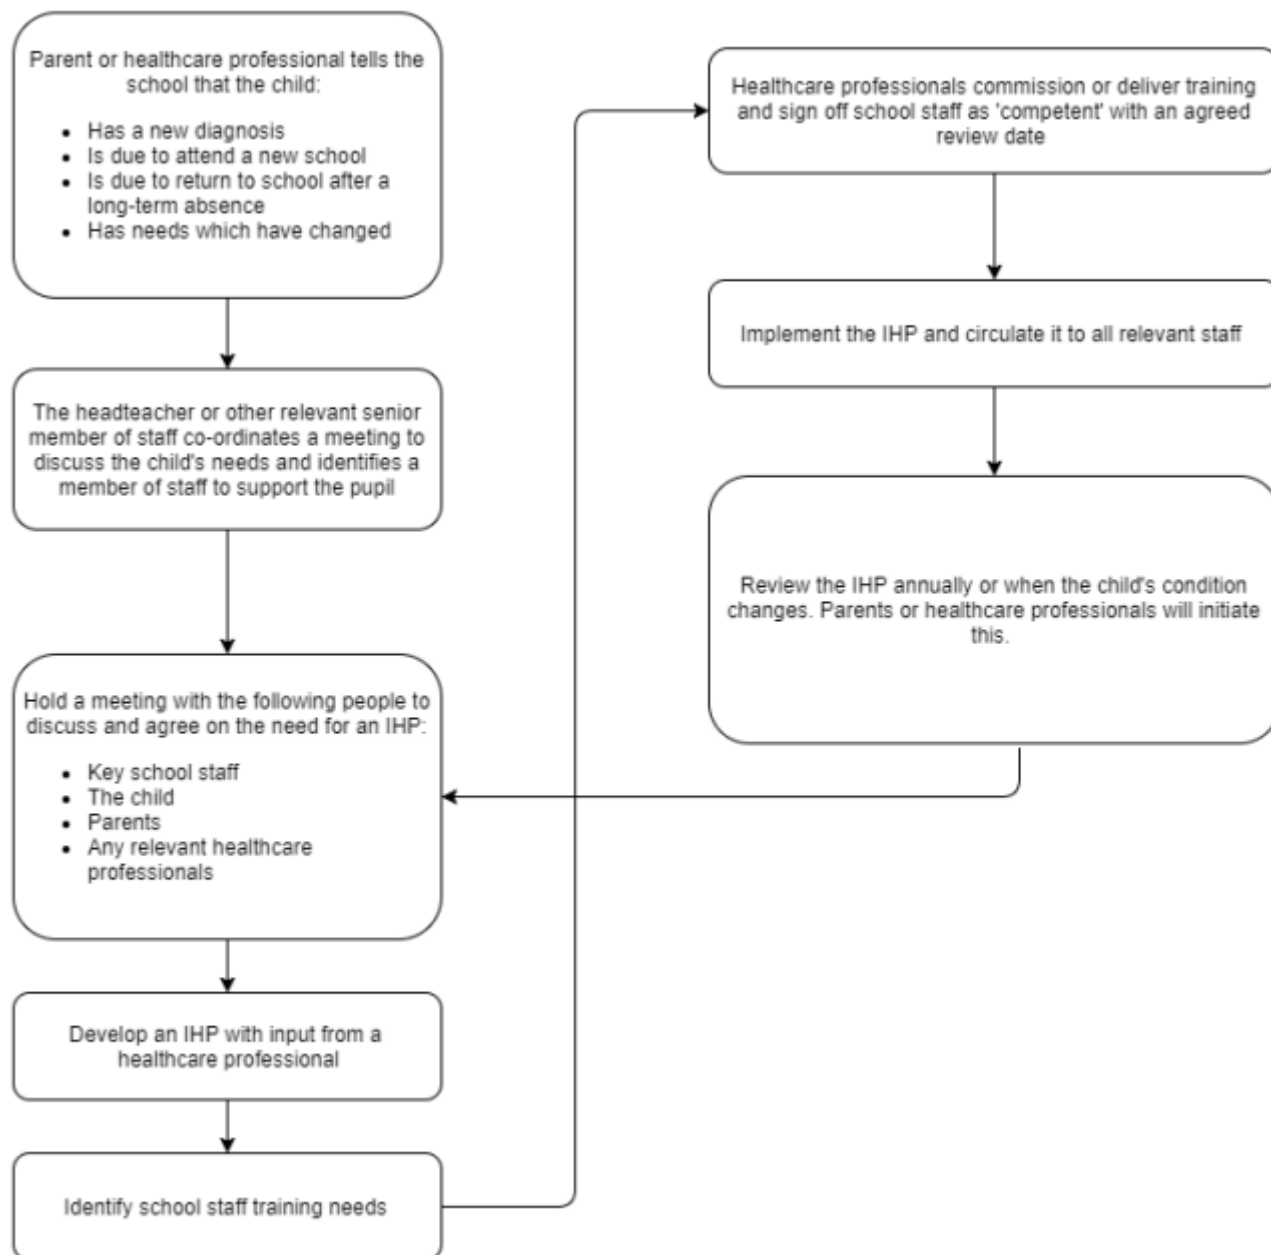 Parent or healthcare professional tells the
school that the child:
• Has a new diagnosis
• Is due to attend a new school
• Is due to return to school after a
long-term absence
• Has needs which have changed
The headteacher or other relevant senior
member of staff co-ordinates a meeting to
discuss the child's needs and identifies a
member of staff to support the pupil
Hold a meeting with the following people to
discuss and agree on the need for an IHP:
• Key school staff
• The child
• Parents
• Any relevant healthcare
professionals
Develop an IHP with input from a
healthcare professional
Identify school staff training needs
Healthcare professionals commission or deliver training
and sign off school staff as 'competent' with an agreed
review date
Implement the IHP and circulate it to all relevant staff
Review the IHP annually or when the child's condition
changes. Parents or healthcare professionals will initiate
this.